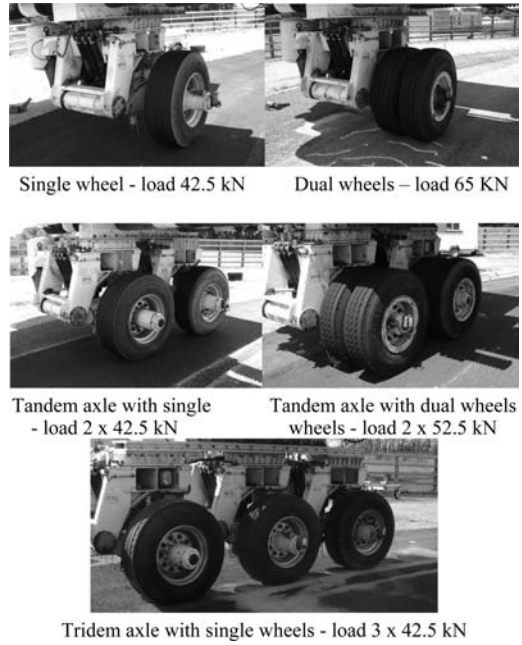 Single wheel - load 42.5 kN
Dual wheels – load 65 KN
Tandem axle with single
- load 2 x 42.5 kN
Tandem axle with dual wheels
wheels - load 2 x 52.5 kN
Tridem axle with single wheels - load 3 x 42.5 kN